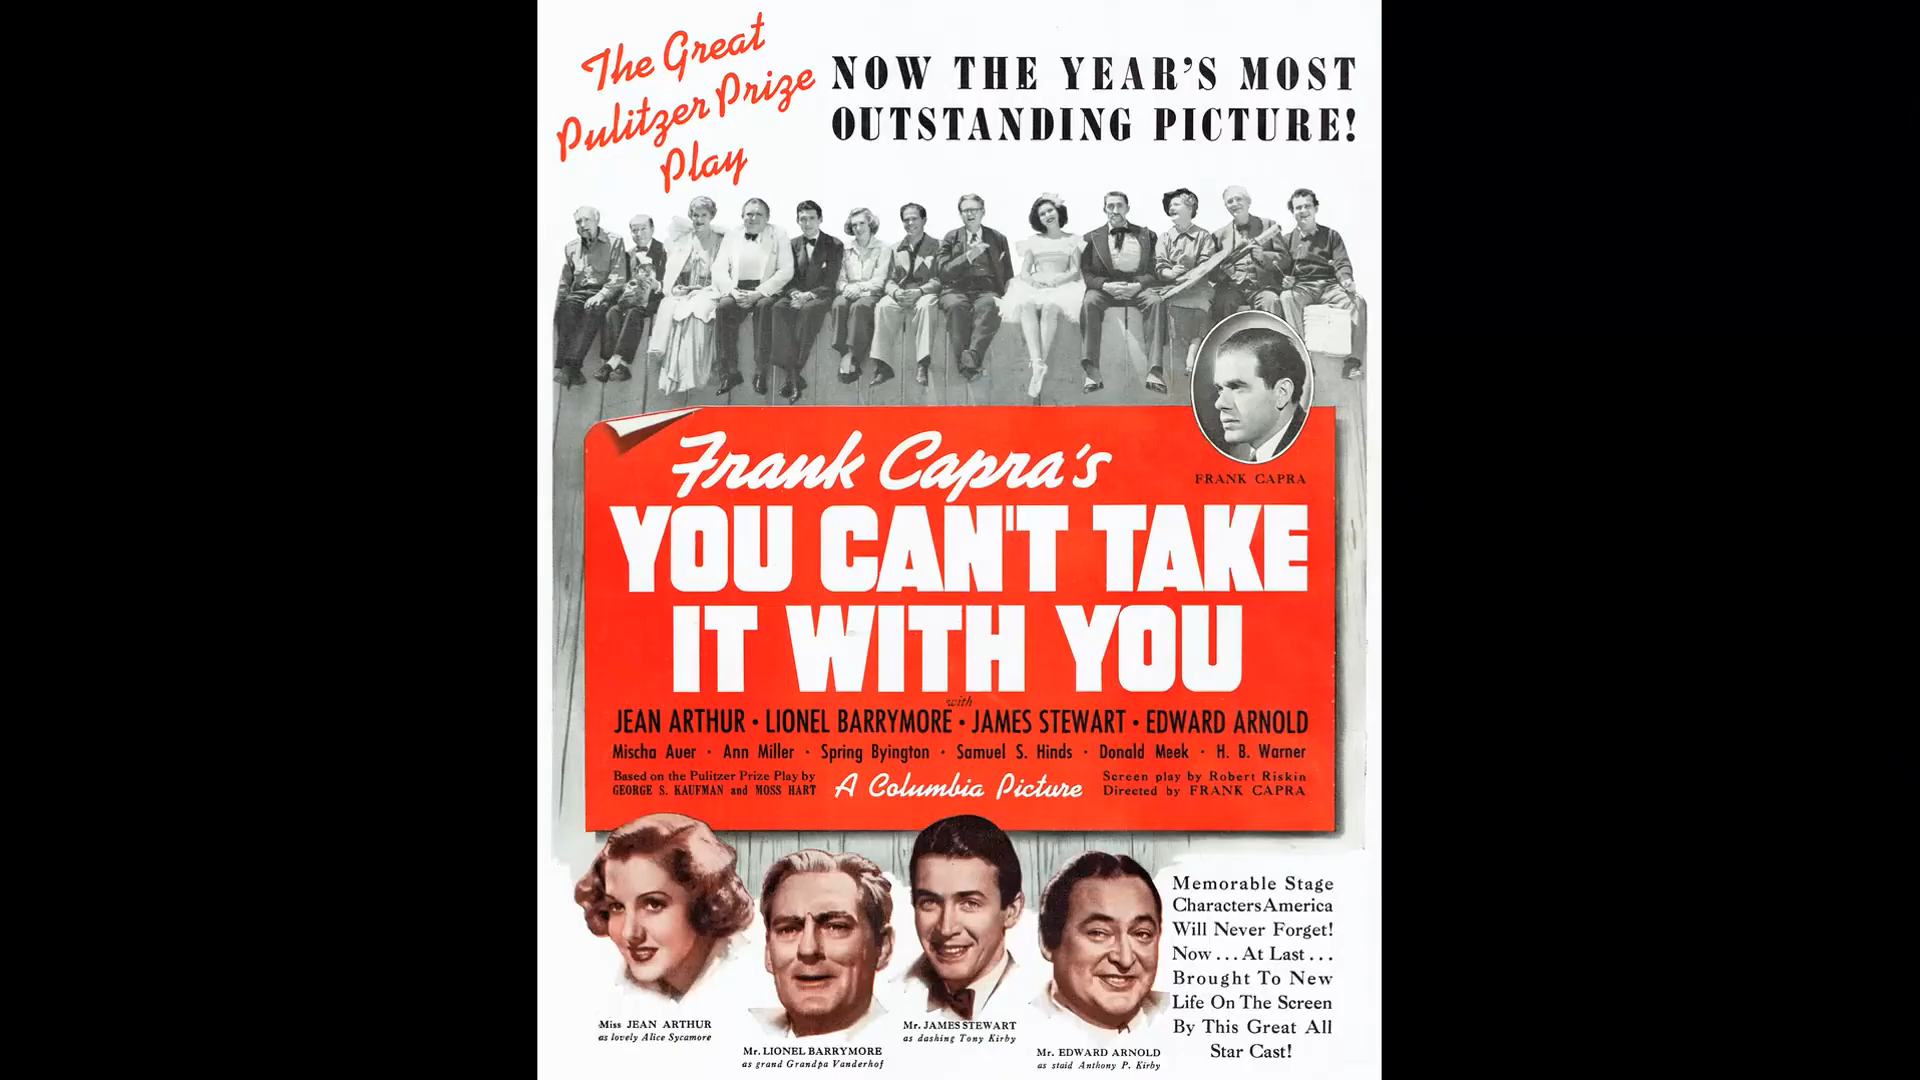 The Great
Pulitzer Prize
Play
NOW THE YEAR'S MOST
OUTSTANDING PICTURE!
FRANK CAPRA
Frank Capra's
YOU CAN'T TAKE
IT WITH YOU
with
JEAN ARTHUR · LIONEL BARRYMORE · JAMES STEWART · EDWARD ARNOLD
Mischa Auer · Ann Miller · Spring Byington · Samuel S. Hinds · Donald Meek · H. B. Warner
Based on the Pulitzer Prize Play by
GEORGE S. KAUFMAN and MOSS HART
A Columbia Picture
Screen play by Robert Riskin
Directed by FRANK CAPRA
Miss JEAN ARTHUR
as lovely Alice Sycamore
Mr. LIONEL BARRYMORE
as grand Grandpa Vanderhof
Mr. JAMES STEWART
as dashing Tony Kirby
Mr. EDWARD ARNOLD
as staid Anthony P. Kirby
Memorable Stage
Characters America
Will Never Forget!
Now ... At Last ...
Brought To New
Life On The Screen
By This Great All
Star Cast!